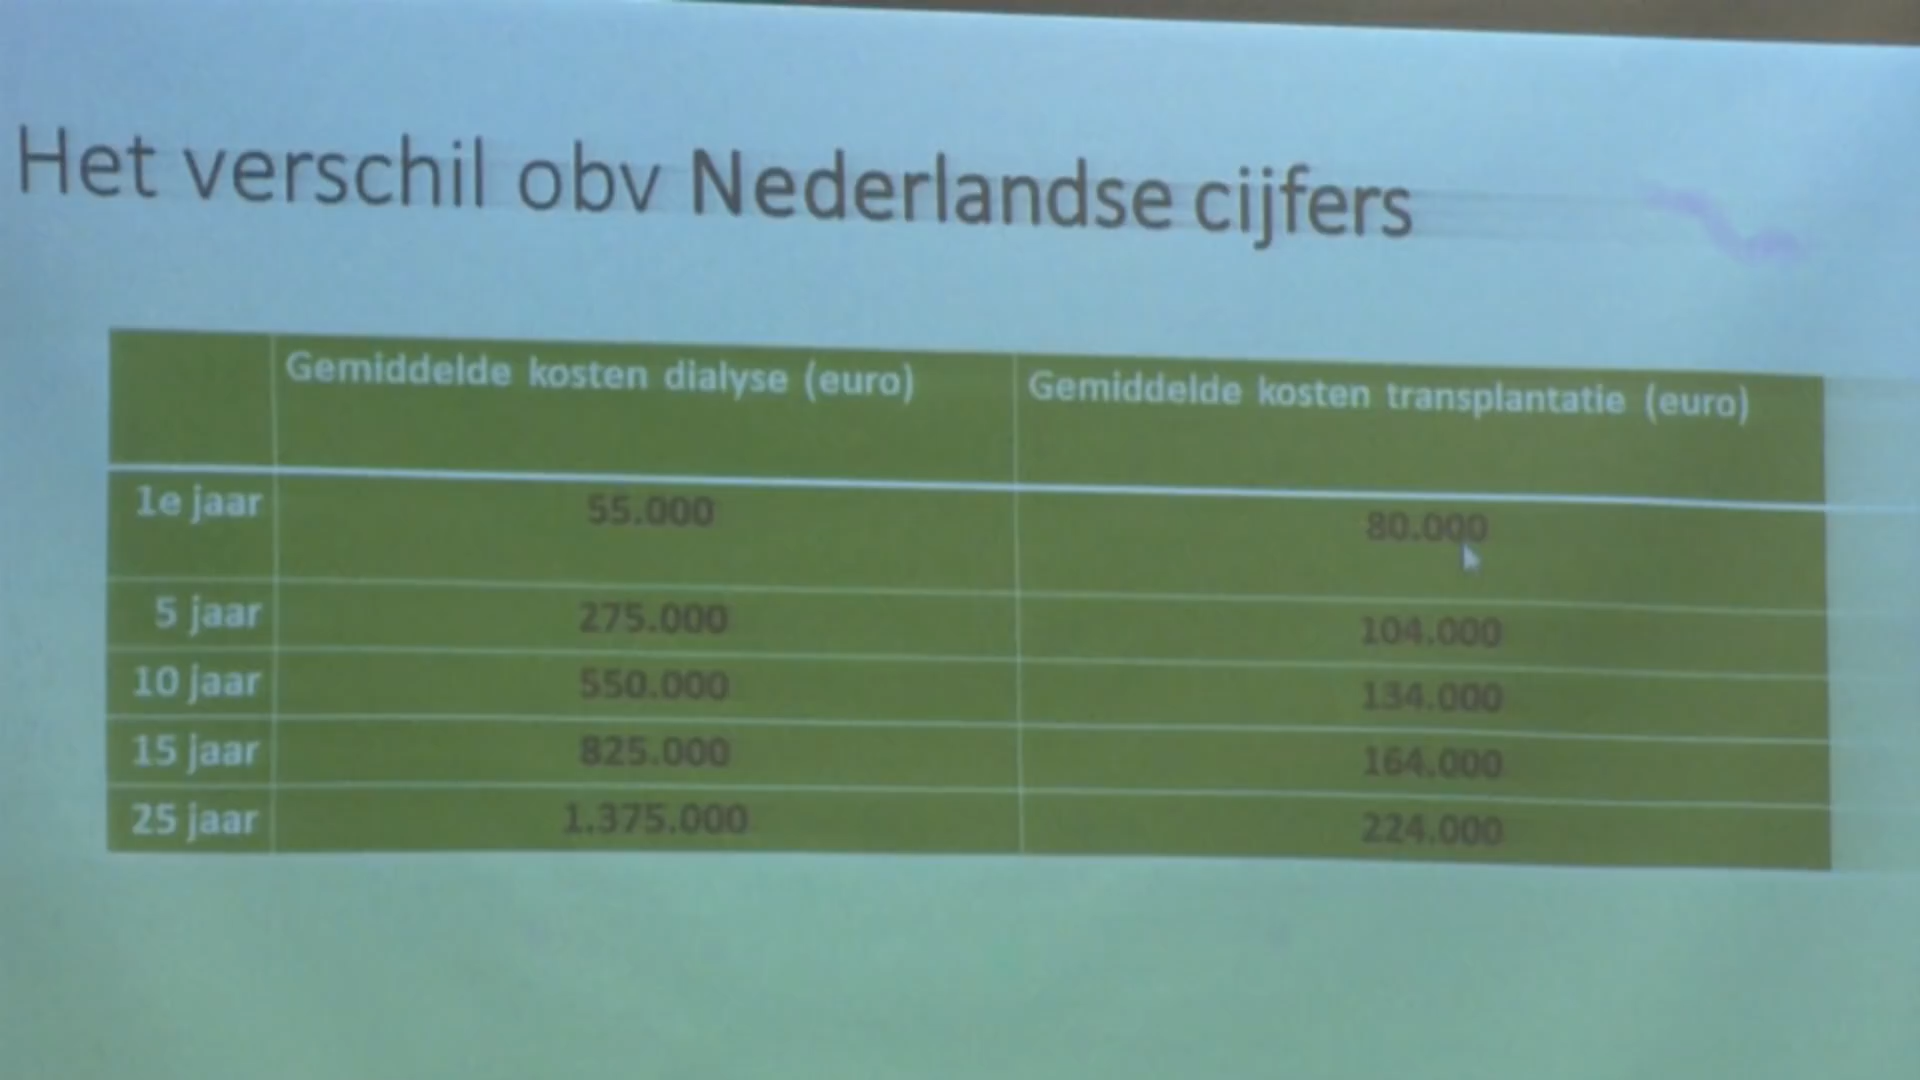 Het verschil obv Nederlandse cijfers
Gemiddelde kosten dialyse (euro) Gemiddelde kosten transplantatie (euro)
1e jaar 55.000 80.000
5 jaar 275.000 104.000
10 jaar 550.000 134.000
15 jaar 825.000 164.000
25 jaar 1.375.000 224.000